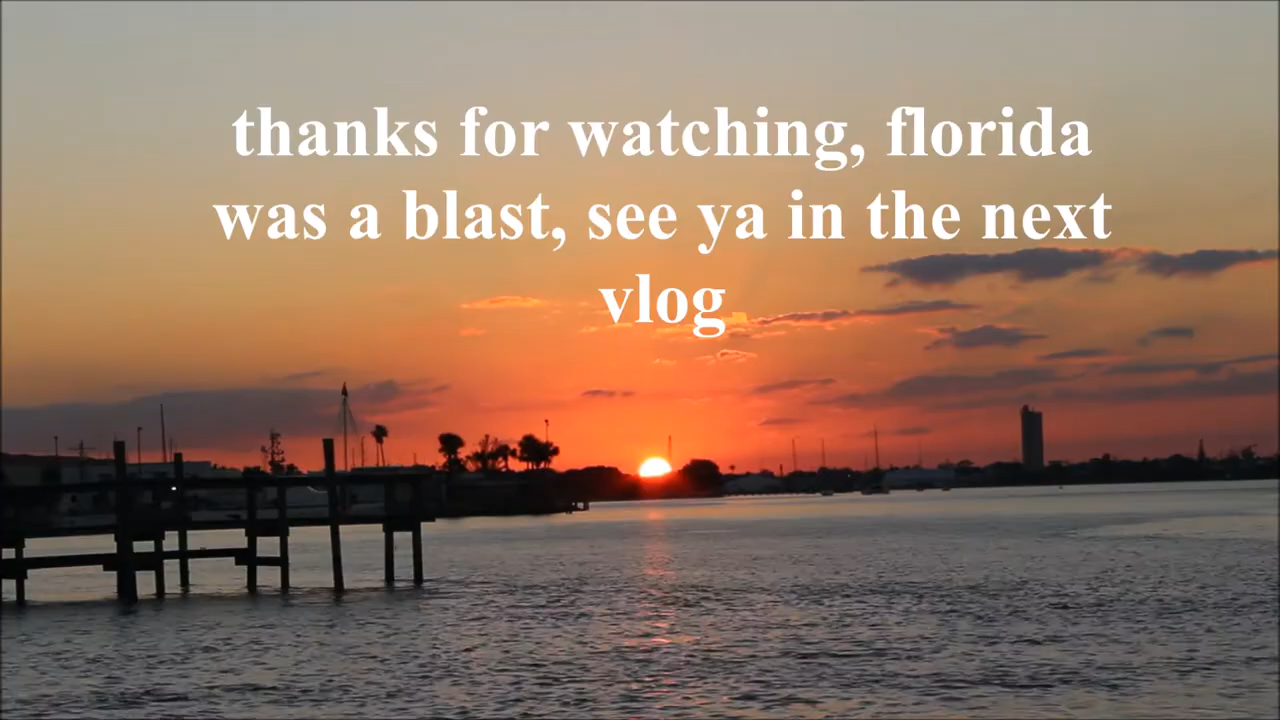 thanks for watching, florida
was a blast, see ya in the next
vlog